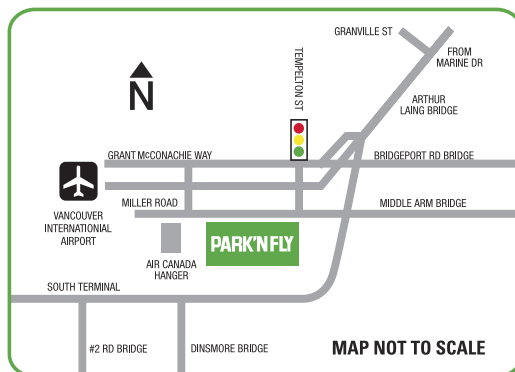 GRANVILLE ST
FROM
MARINE DR
TEMPELTON ST
ARTHUR
LAING BRIDGE
N
GRANT McCONACHIE WAY
BRIDGEPORT RD BRIDGE
MILLER ROAD
MIDDLE ARM BRIDGE
VANCOUVER
INTERNATIONAL
AIRPORT
PARK'N FLY
AIR CANADA
HANGER
SOUTH TERMINAL
#2 RD BRIDGE
DINSMORE BRIDGE
MAP NOT TO SCALE